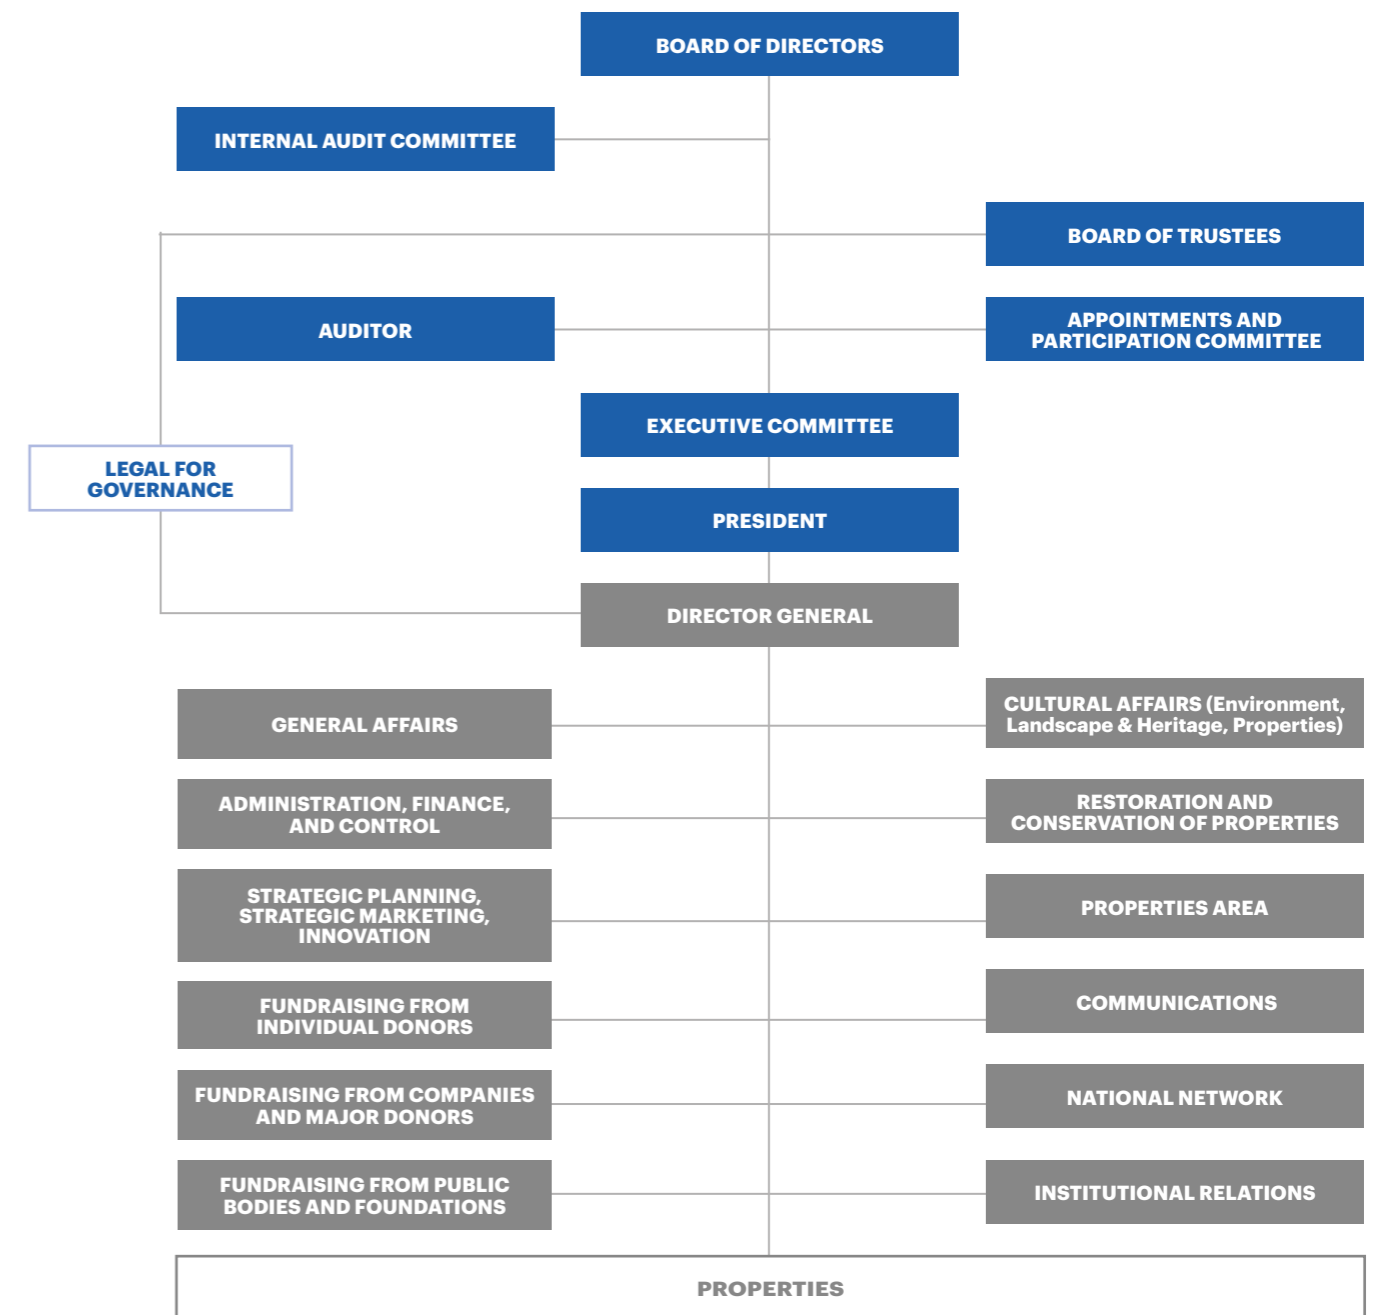 BOARD OF DIRECTORS
INTERNAL AUDIT COMMITTEE
BOARD OF TRUSTEES
AUDITOR
APPOINTMENTS AND
PARTICIPATION COMMITTEE
EXECUTIVE COMMITTEE
LEGAL FOR
GOVERNANCE
PRESIDENT
DIRECTOR GENERAL
GENERAL AFFAIRS
CULTURAL AFFAIRS (Environment,
Landscape & Heritage, Properties)
ADMINISTRATION, FINANCE,
AND CONTROL
RESTORATION AND
CONSERVATION OF PROPERTIES
STRATEGIC PLANNING,
STRATEGIC MARKETING,
INNOVATION
PROPERTIES AREA
FUNDRAISING FROM
INDIVIDUAL DONORS
COMMUNICATIONS
FUNDRAISING FROM COMPANIES
AND MAJOR DONORS
NATIONAL NETWORK
FUNDRAISING FROM PUBLIC
BODIES AND FOUNDATIONS
INSTITUTIONAL RELATIONS
PROPERTIES